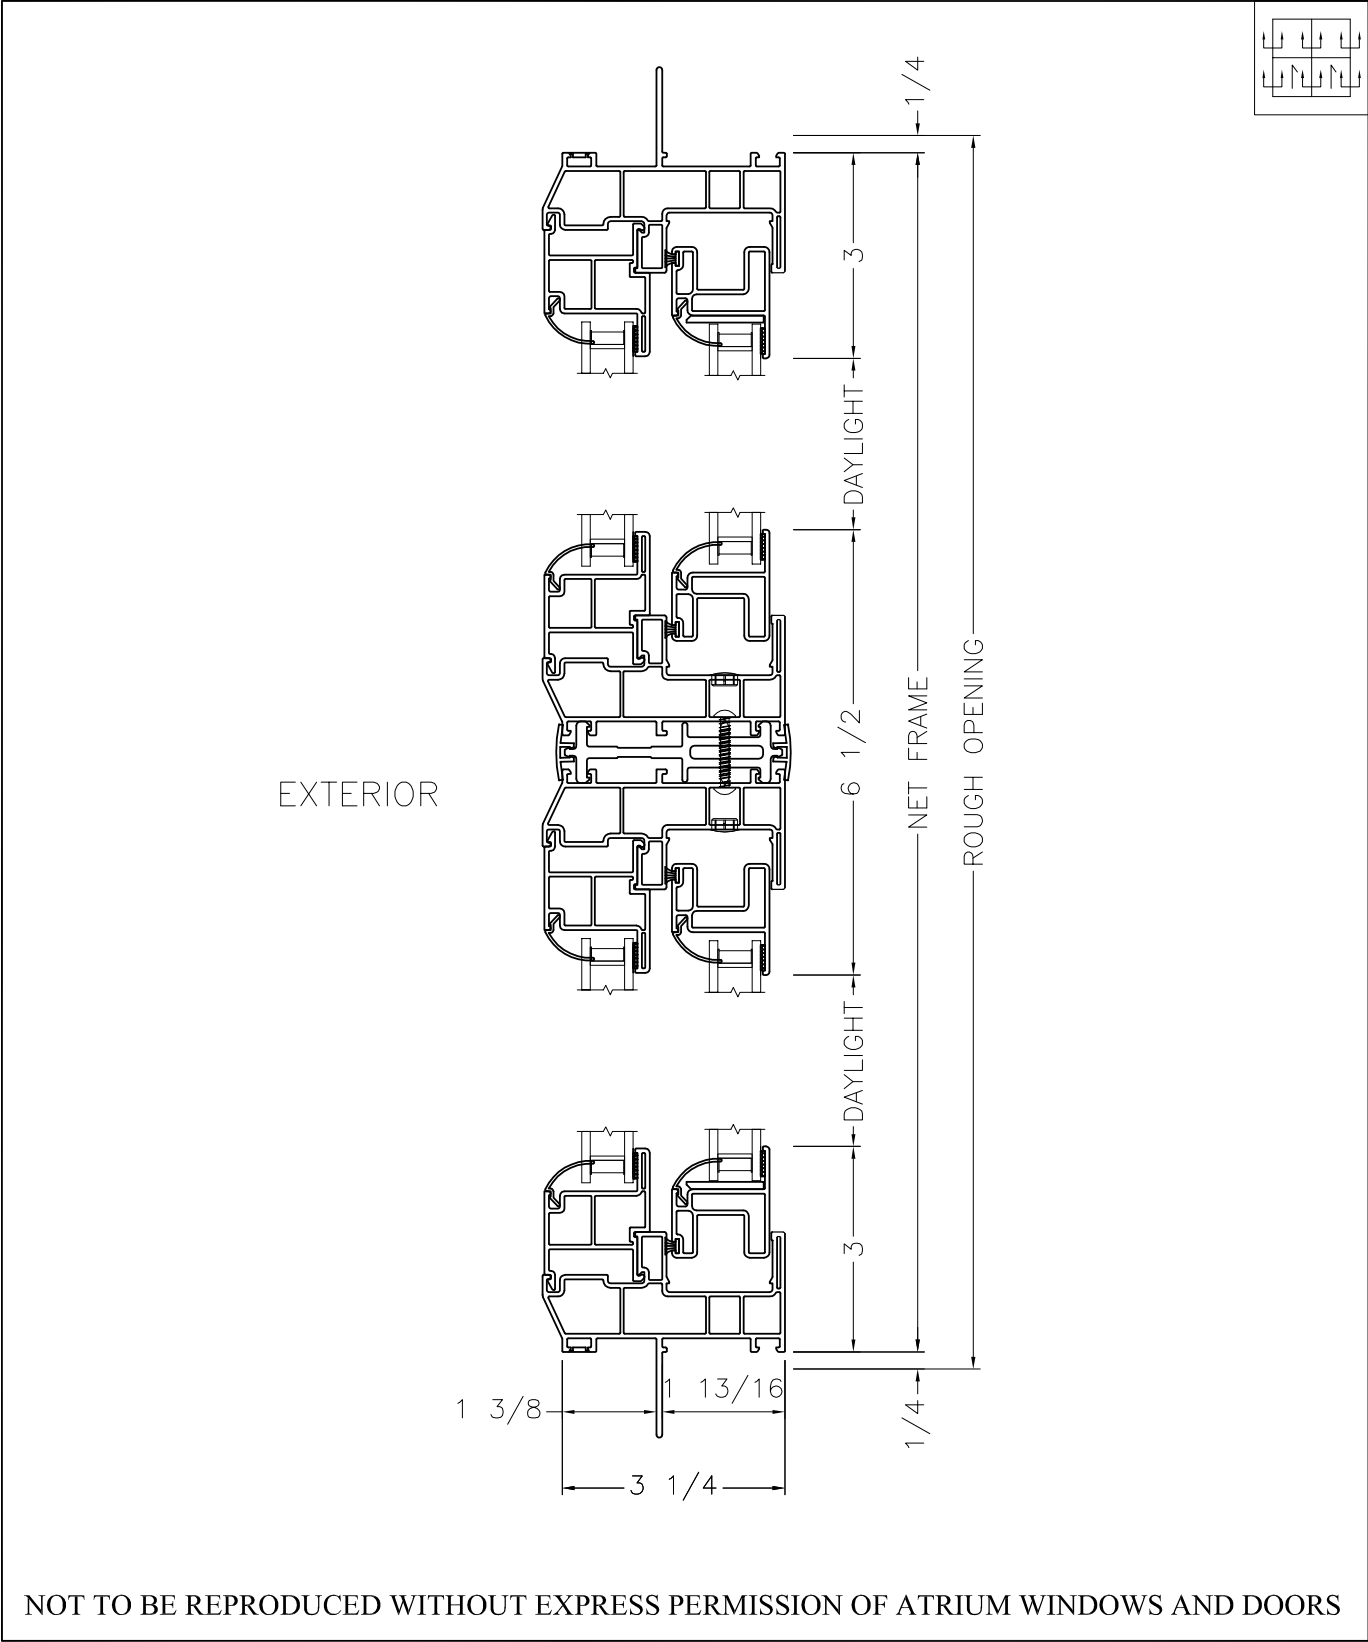 1/4
3
DAYLIGHT
6 1/2
NET FRAME
ROUGH OPENING
EXTERIOR
DAYLIGHT
3
1 3/8
1 13/16
1/4
3 1/4
NOT TO BE REPRODUCED WITHOUT EXPRESS PERMISSION OF ATRIUM WINDOWS AND DOORS